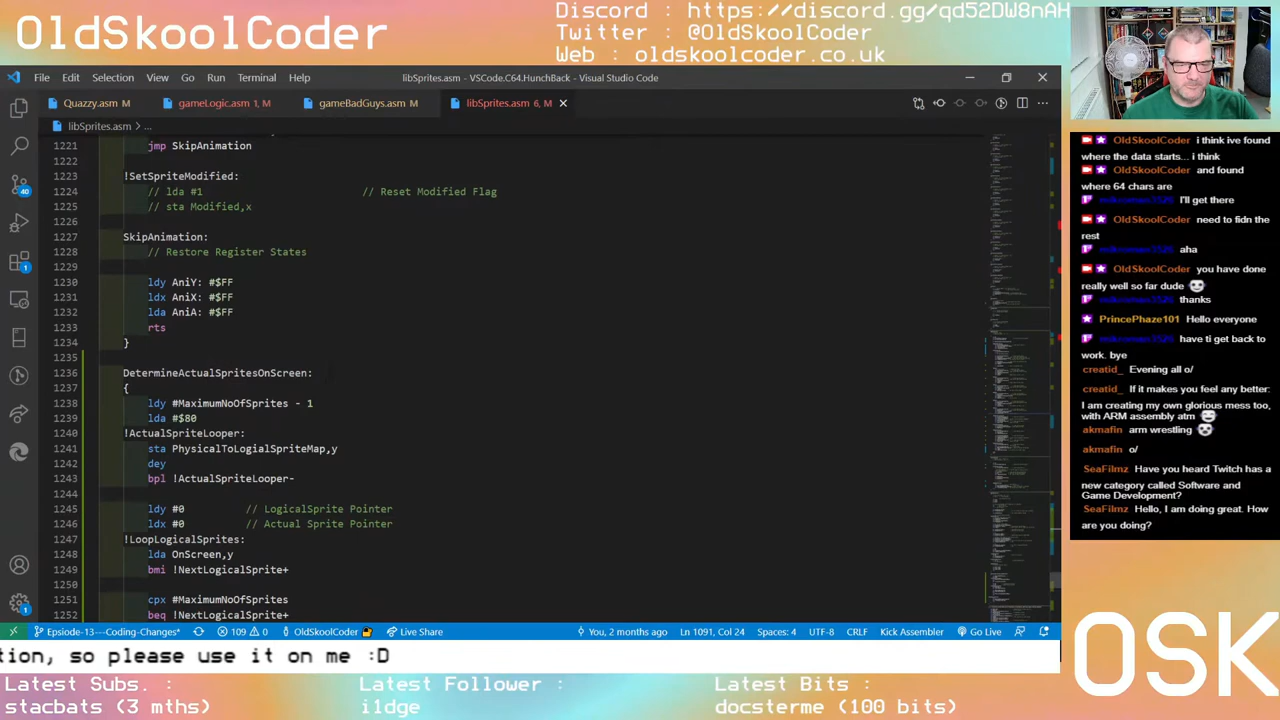 OldSkoolCoder
Discord : https://discord.gg/qd52DW8nAH
Twitter : @OldSkoolCoder
Web : oldskoolcoder.co.uk
File Edit Selection View Go Run Terminal Help
libSprites.asm - VSCode.C64.HunchBack - Visual Studio Code
Quazzy.asm M
gameLogic.asm 1, M
gameBadGuys.asm M
libSprites.asm 6, M
libSprites.asm > ...
1221 jmp SkipAnimation
1222
1223 etSpriteModified:
1224 // lda #1 // Reset Modified Flag
1225 // sta Modified,x
1226
1227 ipAnimation:
1228 // Restore Register States
1229
1230 ldy AniY: #$FF
1231 ldx AniX: #$FF
1232 lda AniA: #$FF
1233 rts
1234 }
1235
1236 ermineActualSpritesOnScreen:
1237
1238 ldy #MaximumNoOfSprites - 1
1239 lda #$80
1240 !ActualSpriteLooper:
1241 sta PhysicalLogialSpriteMap,y
1242 dey
1243 bpl !ActualSpriteLooper-
1244
1245 ldy #0 // LogicalSprite Pointer
1246 ldx #0 // Actual Sprite Pointer
1247 !LoopLogicalSprites:
1248 lda OnScreen,y
1249 bmi !NextLogicalSprite+
1250
1251 cpx #MaximumNoOfSprites
1252 beq !NextLogicalSprite+
Epsiode-13---Coding-Changes* 109 0 OldSkoolCoder Live Share
You, 2 months ago Ln 1091, Col 24 Spaces: 4 UTF-8 CRLF Kick Assembler Go Live
OldSkoolCoder i think ive found
where the data starts... i think
OldSkoolCoder and found
where 64 chars are
I'll get there
OldSkoolCoder need to fidn the
rest
aha
OldSkoolCoder you have done
really well so far dude
thanks
PrincePhaze101 Hello everyone
have ti get back to
work. bye
creatid_ Evening all o/
creatid_ If it makes you feel any better:
I am creating my own glorious mess too,
with ARM assembly atm
akmafin arm wrestling
akmafin o/
SeaFilmz Have you heard Twitch has a
new category called Software and
Game Development?
SeaFilmz Hello, I am doing great. How
are you doing?
tion, so please use it on me :D
Latest Subs. :
stacbats (3 mths)
Latest Follower :
i1dge
Latest Bits :
docsterme (100 bits)
OSK